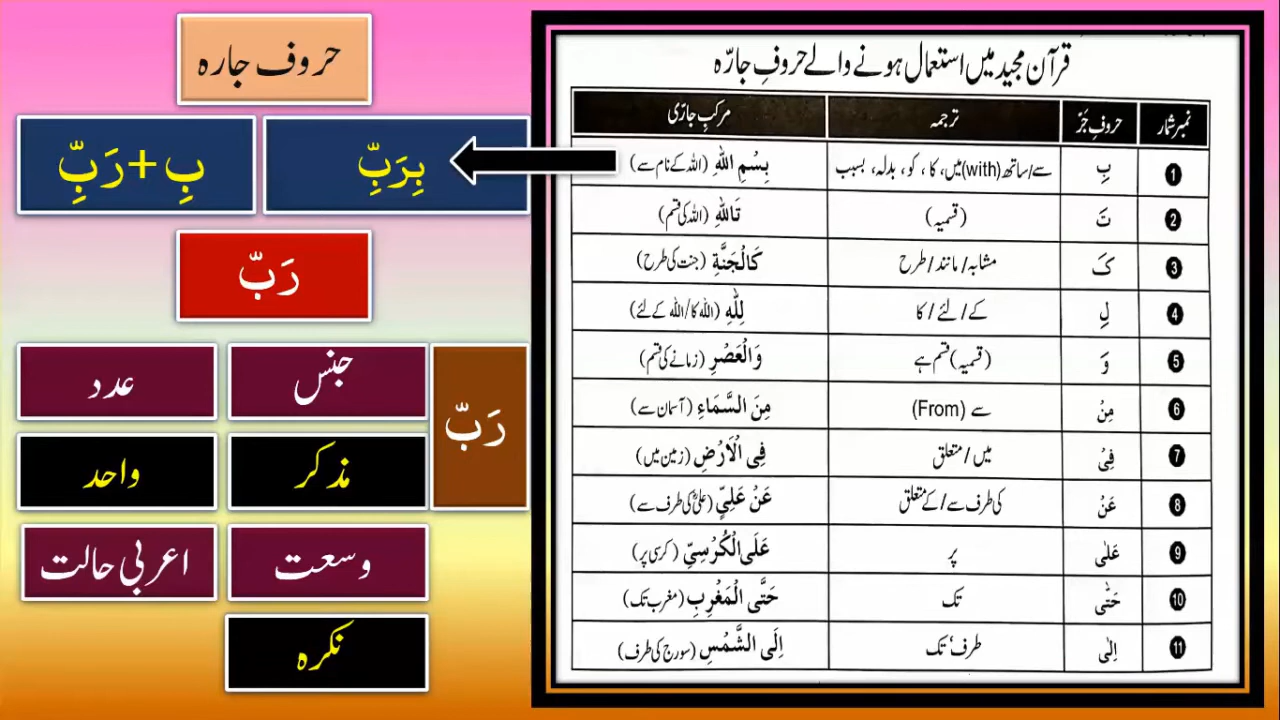 حروف جارہ
بِرَبِّ
بِ+رَبِّ
رَبّ
رَبّ
جنس
عدد
مذکر
واحد
وسعت
اعربی حالت
نکرہ
قرآن مجید میں استعمال ہونے والے حروفِ جارّہ
نمبر شمار حروفِ جَرّ ترجمہ مرکبِ جارّی
1 بِ سے/ساتھ(with)میں، کا، کو، بدلہ، بسبب بِسْمِ اللّٰهِ (اللہ کے نام سے)
2 تَ (قسمیہ) تَاللّٰهِ (اللہ کی قسم)
3 کَ مشابہ/مانند/طرح کَالْجَنَّةِ (جنت کی طرح)
4 لِ کے/لئے/کا لِلّٰهِ (اللہ کا/اللہ کے لئے)
5 وَ (قسمیہ) قسم ہے وَالْعَصْرِ (زمانے کی قسم)
6 مِنْ سے (From) مِنَ السَّمَاءِ (آسمان سے)
7 فِیْ میں/متعلق فِی الْاَرْضِ (زمین میں)
8 عَنْ کی طرف سے/کے متعلق عَنْ عَلِیٍّ (علیؓ کی طرف سے)
9 عَلٰی پر عَلَی الْکُرْسِیِّ (کرسی پر)
10 حَتّٰی تک حَتَّی الْمَغْرِبِ (مغرب تک)
11 اِلٰی طرف، تک اِلَی الشَّمْسِ (سورج کی طرف)